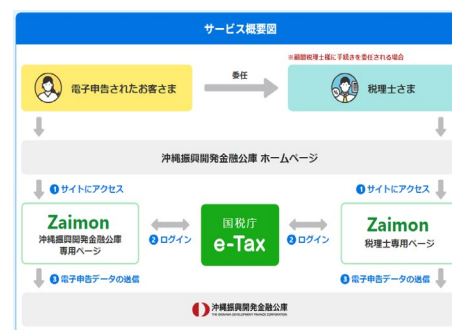 サービス概要図
※顧問税理士様に手続きを委任される場合
電子申告されたお客さま
委任
税理士さま
沖縄振興開発金融公庫 ホームページ
❶サイトにアクセス
❶サイトにアクセス
Zaimon
沖縄振興開発金融公庫
専用ページ
❷ログイン
国税庁
e-Tax
❷ログイン
Zaimon
税理士専用ページ
❸電子申告データの送信
❸電子申告データの送信
沖縄振興開発金融公庫
THE OKINAWA DEVELOPMENT FINANCE CORPORATION